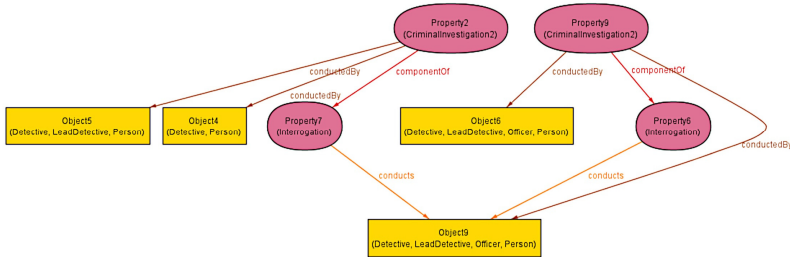 Property2
(CriminalInvestigation2)
Property9
(CriminalInvestigation2)
conductedBy
conductedBy
componentOf
conductedBy
componentOf
Object5
(Detective, LeadDetective, Person)
Object4
(Detective, Person)
Property7
(Interrogation)
Object6
(Detective, LeadDetective, Officer, Person)
Property6
(Interrogation)
conductedBy
conducts
conducts
Object9
(Detective, LeadDetective, Officer, Person)